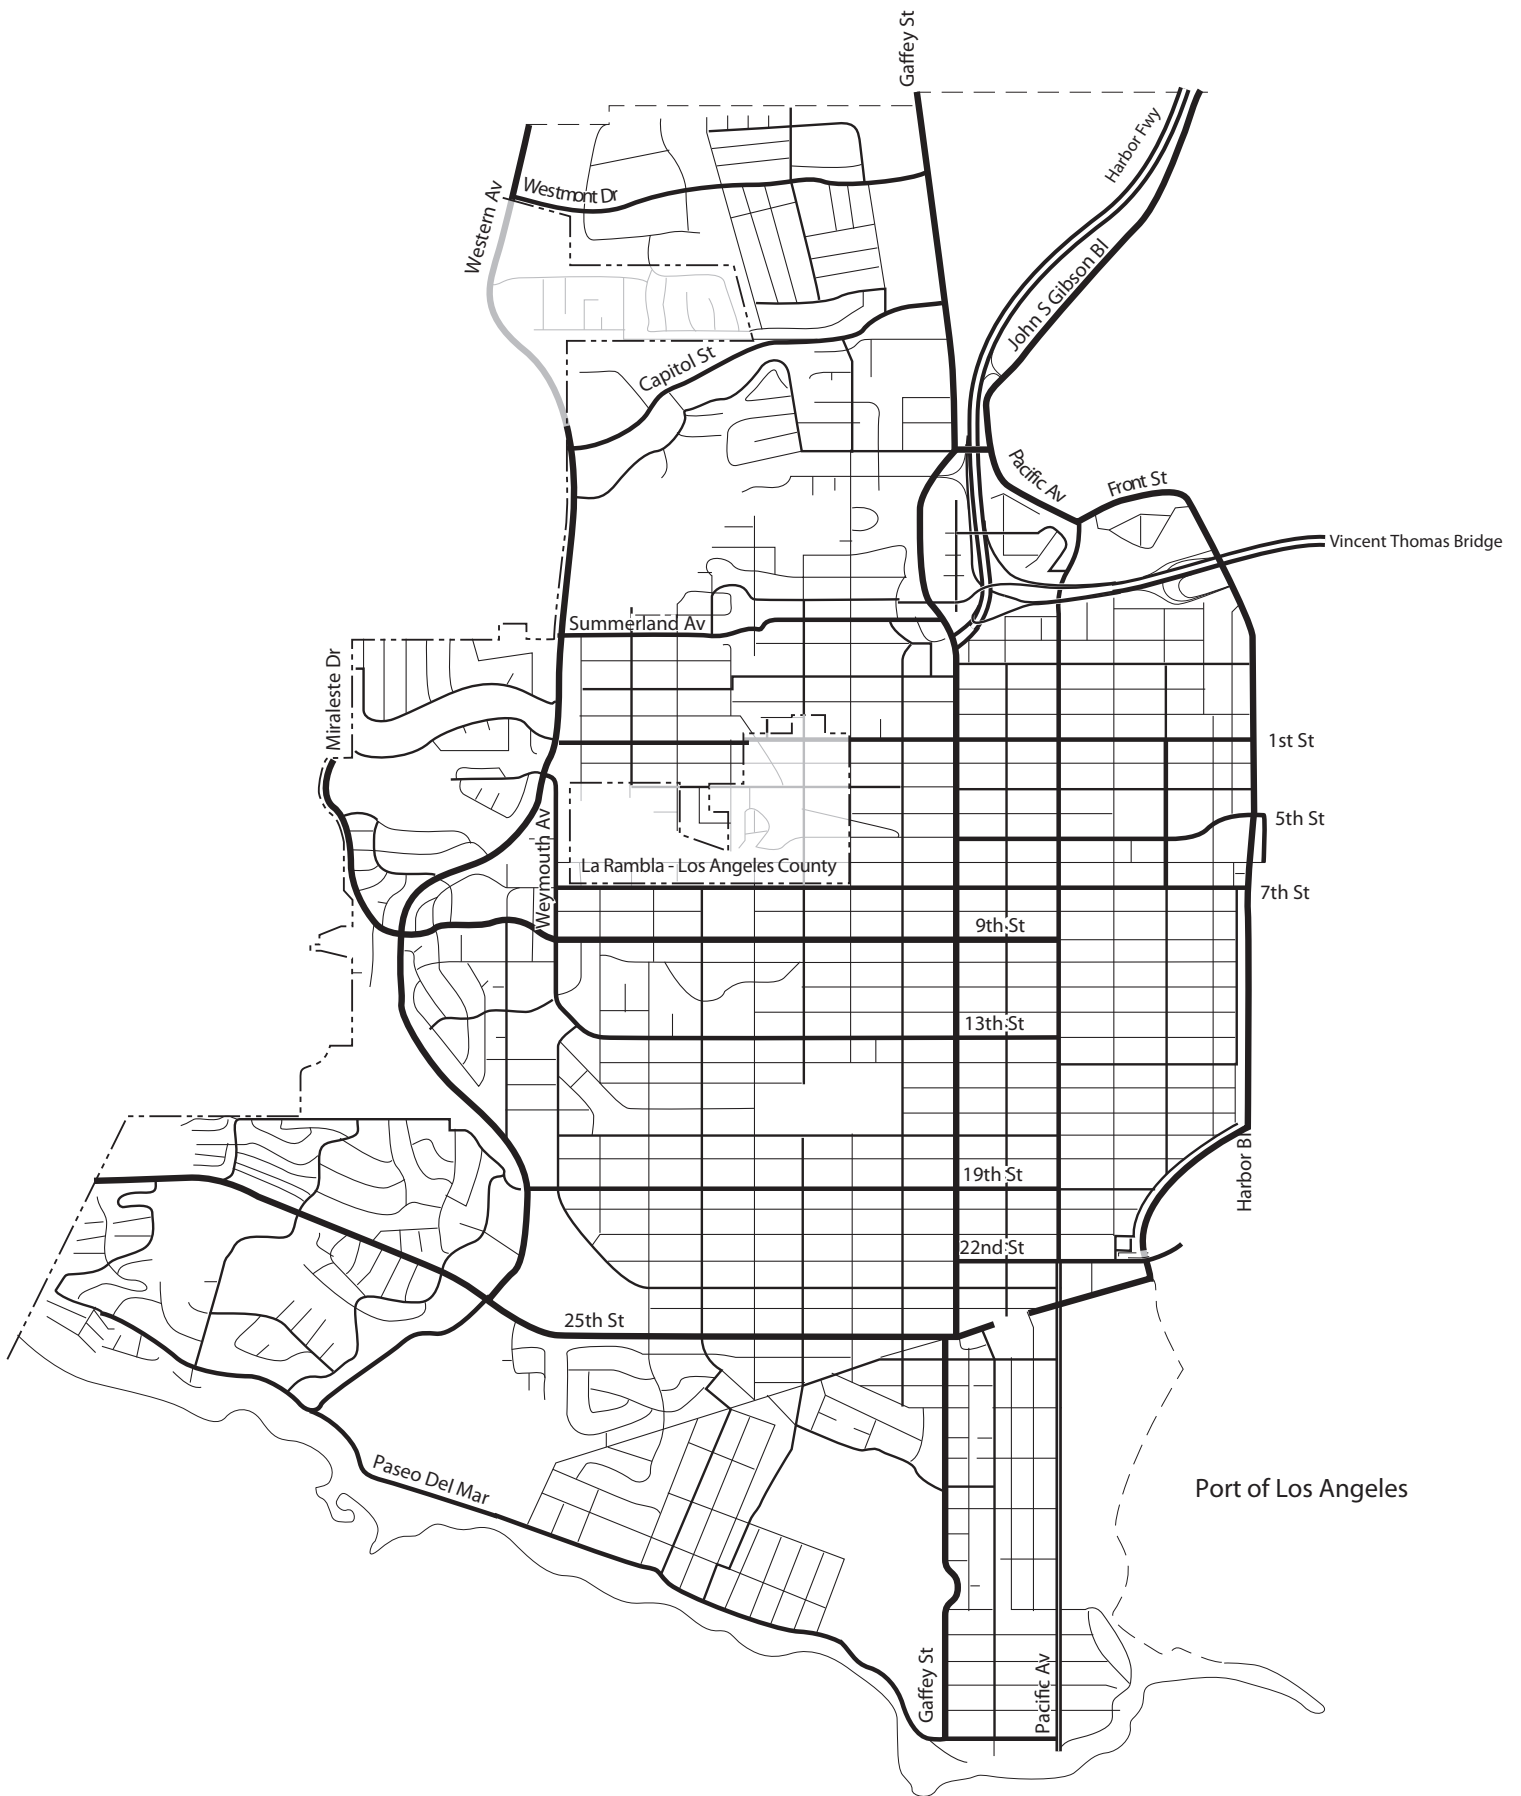 Gaffey St
Harbor Fwy
Westmont Dr
Western Av
John S Gibson Bl
Capitol St
Pacific Av
Front St
Vincent Thomas Bridge
Summerland Av
Miraleste Dr
1st St
5th St
Weymouth Av
La Rambla - Los Angeles County
7th St
9th St
13th St
19th St
Harbor Bl
22nd St
25th St
Paseo Del Mar
Port of Los Angeles
Gaffey St
Pacific Av